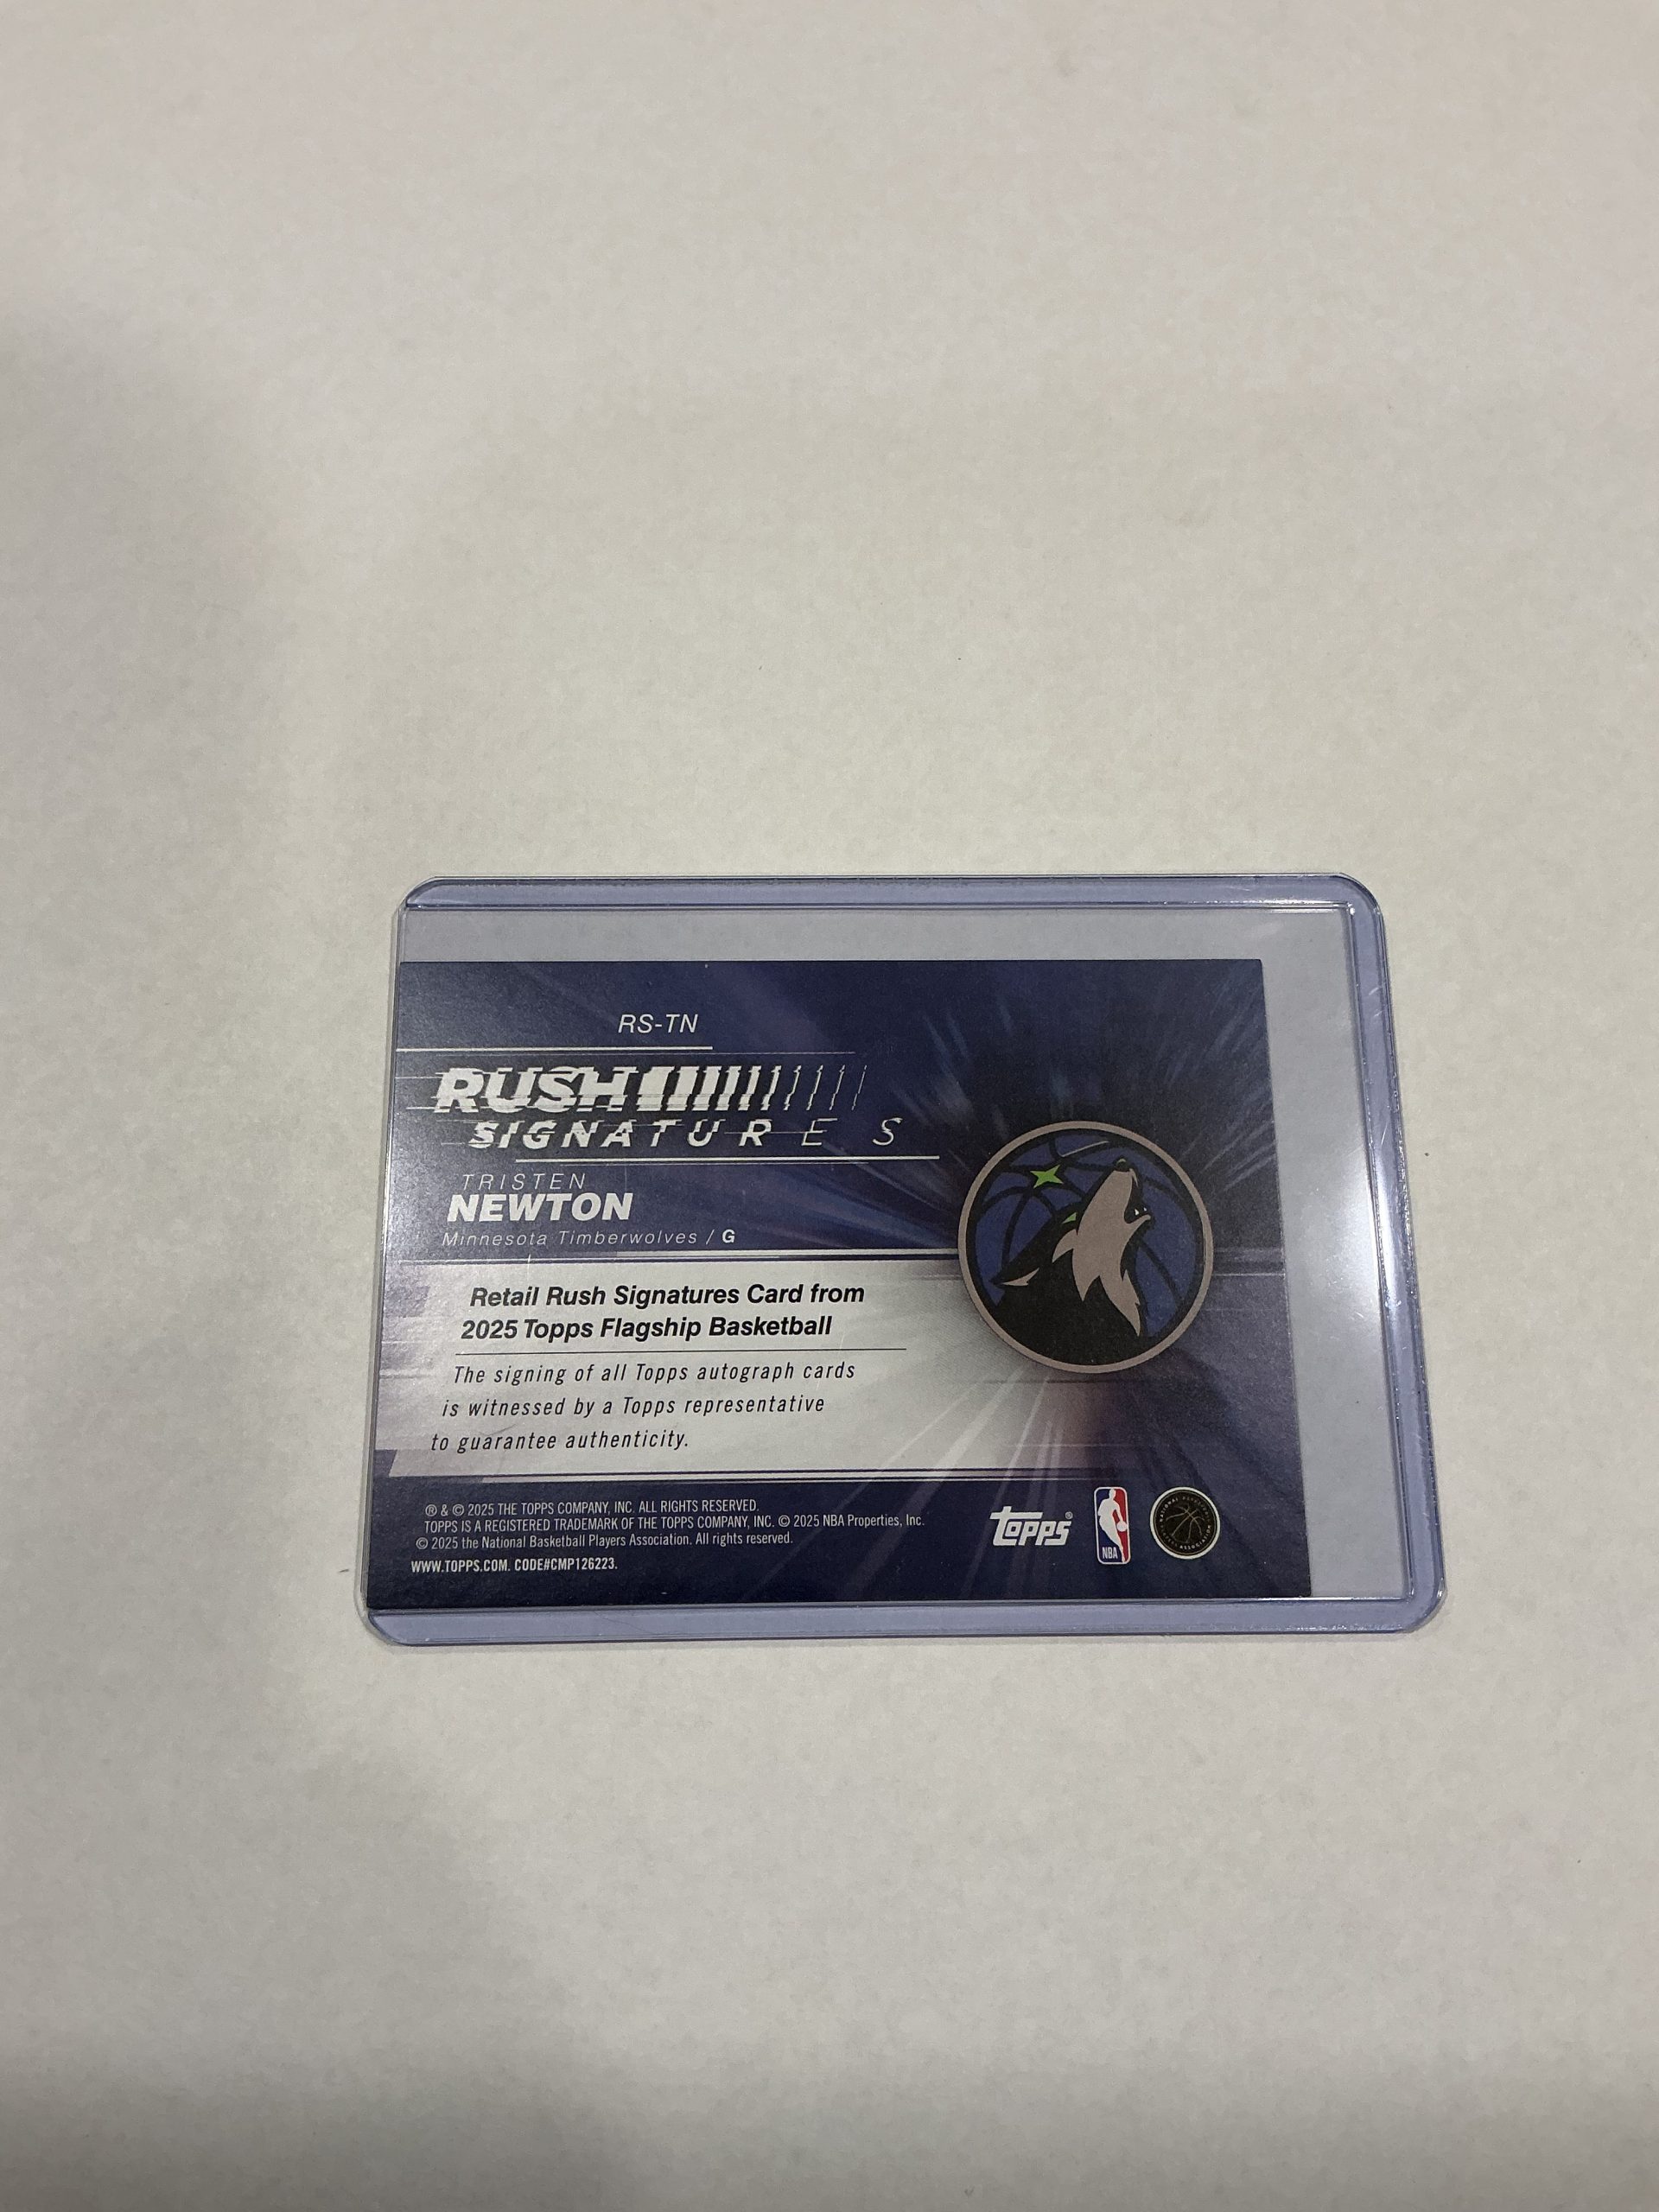 RS-TN
RUSH
SIGNATURES
TRISTEN
NEWTON
Minnesota Timberwolves / G
Retail Rush Signatures Card from
2025 Topps Flagship Basketball
The signing of all Topps autograph cards
is witnessed by a Topps representative
to guarantee authenticity.
® & © 2025 THE TOPPS COMPANY, INC. ALL RIGHTS RESERVED.
TOPPS IS A REGISTERED TRADEMARK OF THE TOPPS COMPANY, INC. © 2025 NBA Properties, Inc.
© 2025 the National Basketball Players Association. All rights reserved.
WWW.TOPPS.COM. CODE#CMP126223.
topps®
NBA